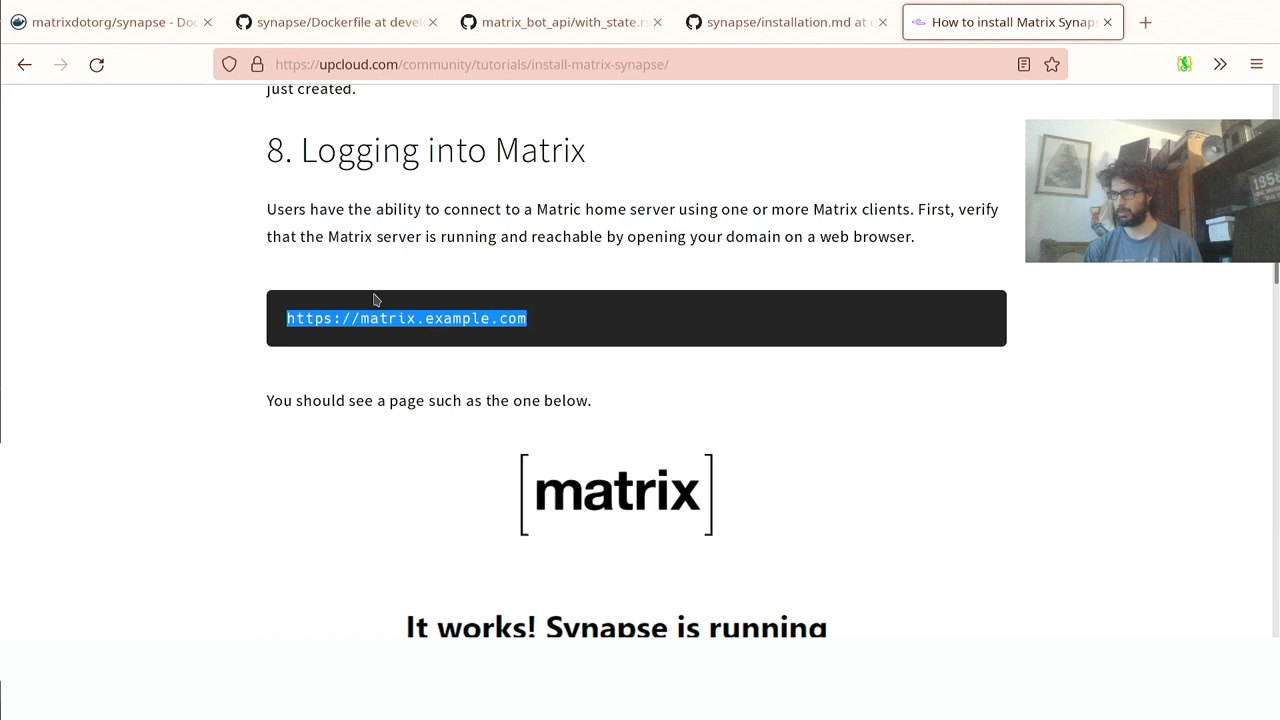 matrixdotorg/synapse - Doc
synapse/Dockerfile at devel
matrix_bot_api/with_state.r
synapse/installation.md at
How to install Matrix Synaps
https://upcloud.com/community/tutorials/install-matrix-synapse/
just created.
8. Logging into Matrix
Users have the ability to connect to a Matric home server using one or more Matrix clients. First, verify
that the Matrix server is running and reachable by opening your domain on a web browser.
https://matrix.example.com
You should see a page such as the one below.
[matrix]
It works! Synapse is running